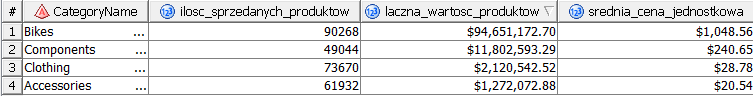 # CategoryName ilosc_sprzedanych_produktow laczna_wartosc_produktow srednia_cena_jednostkowa
1 Bikes ... 90268 $94,651,172.70 $1,048.56
2 Components ... 49044 $11,802,593.29 $240.65
3 Clothing ... 73670 $2,120,542.52 $28.78
4 Accessories ... 61932 $1,272,072.88 $20.54